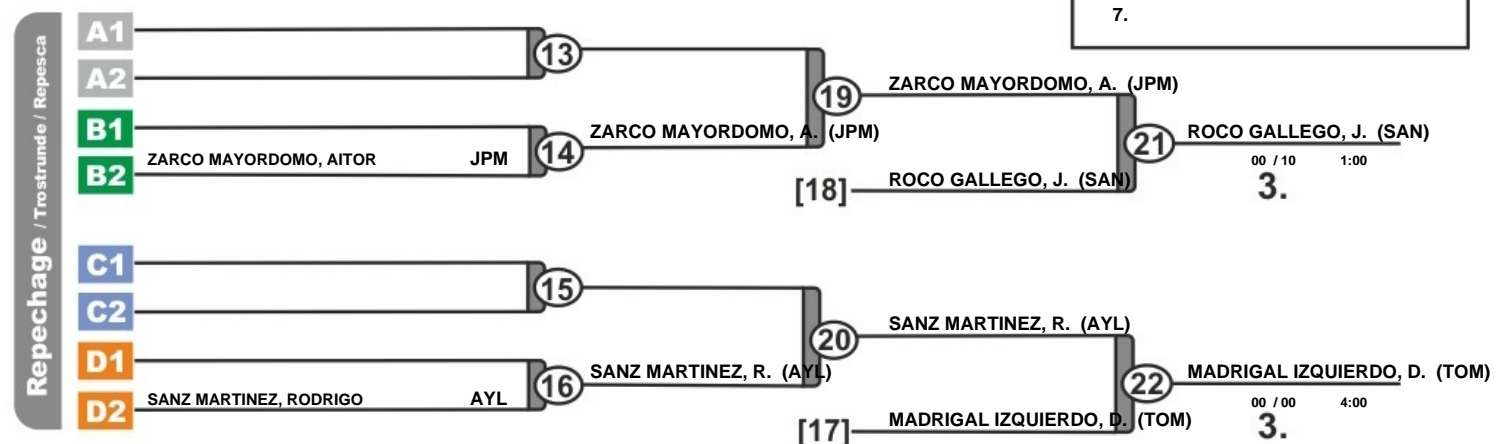 7.
Repechage / Trostrunde / Repesca
A1
13
A2
19
ZARCO MAYORDOMO, A. (JPM)
B1
ZARCO MAYORDOMO, A. (JPM)
21
ROCO GALLEGO, J. (SAN)
ZARCO MAYORDOMO, AITOR JPM
14
00 / 10 1:00
B2
[18]
ROCO GALLEGO, J. (SAN)
3.
C1
15
C2
20
SANZ MARTINEZ, R. (AYL)
D1
SANZ MARTINEZ, R. (AYL)
22
MADRIGAL IZQUIERDO, D. (TOM)
SANZ MARTINEZ, RODRIGO AYL
16
00 / 00 4:00
D2
[17]
MADRIGAL IZQUIERDO, D. (TOM)
3.